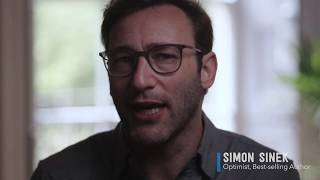 SIMON SINEK
Optimist, Best-selling Author